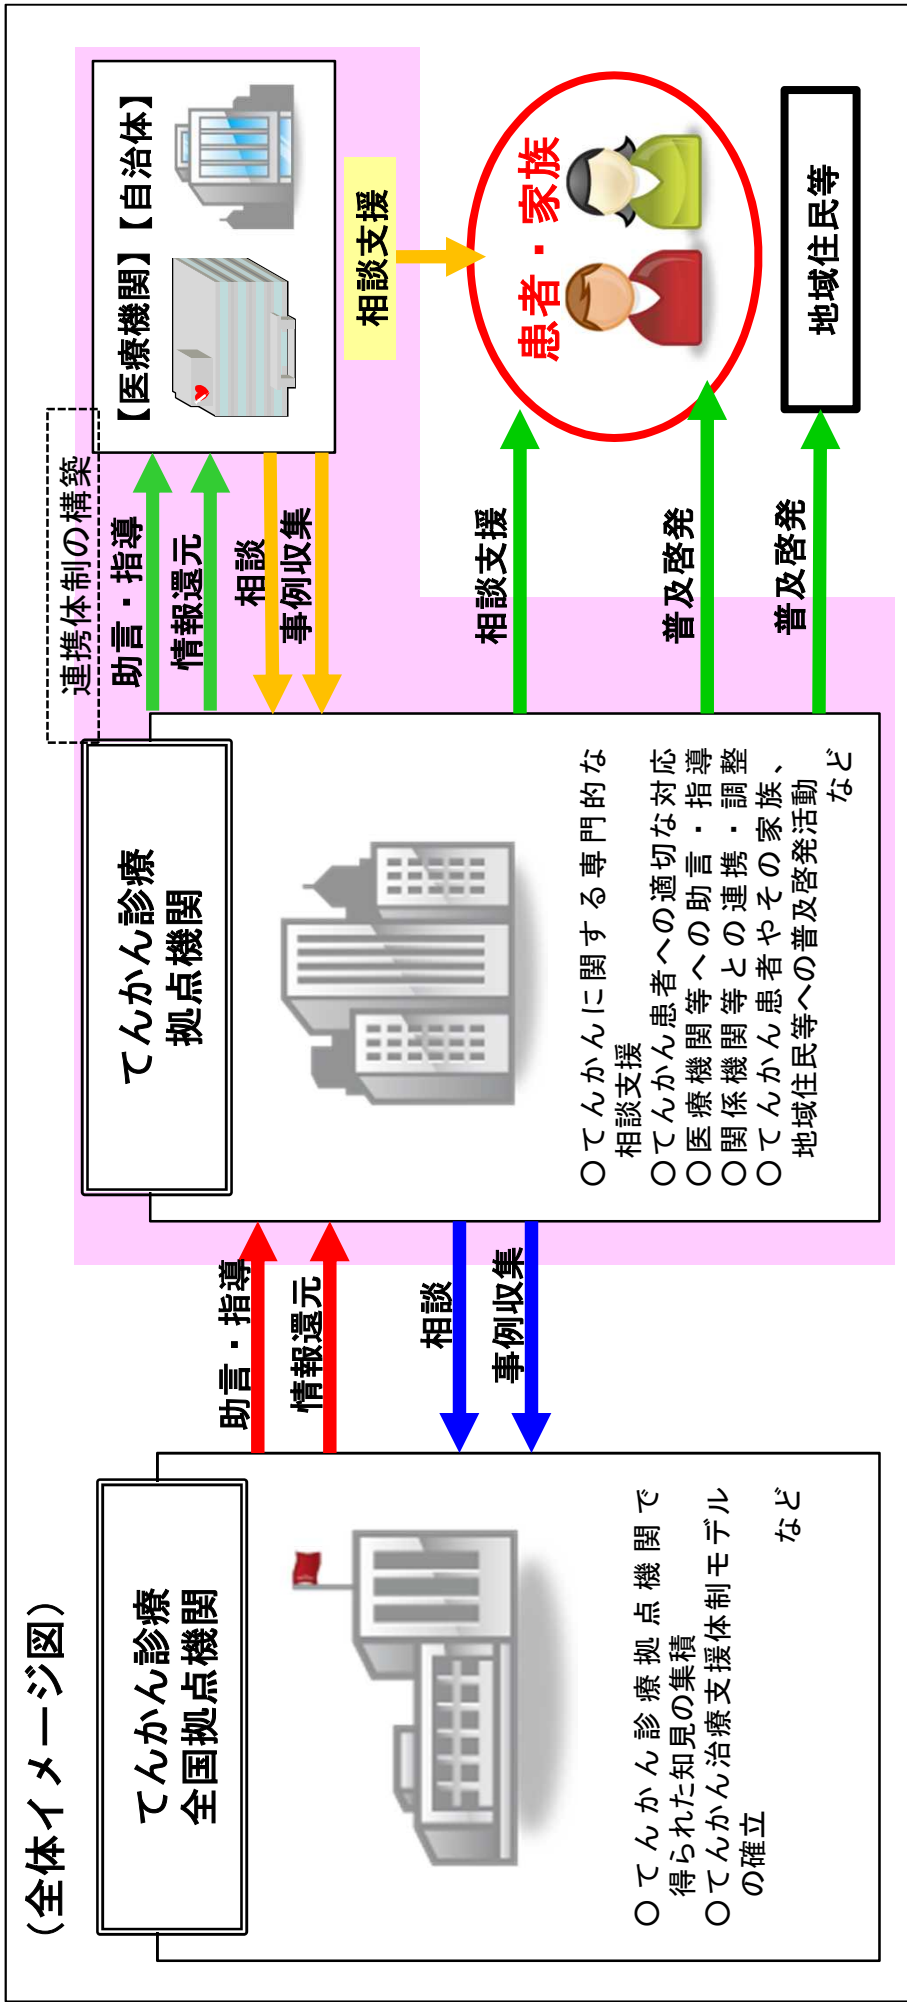 （全体イメージ図）
てんかん診療
全国拠点機関
○てんかん診療拠点機関で
得られた知見の集積
○てんかん治療支援体制モデル
の確立
など
助言・指導
情報還元
相談
事例収集
てんかん診療
拠点機関
○てんかんに関する専門的な
相談支援
○てんかん患者への適切な対応
○医療機関等への助言・指導
○関係機関等との連携・調整
○てんかん患者やその家族、
地域住民等への普及啓発活動
など
連携体制の構築
助言・指導
情報還元
相談
事例収集
【医療機関】【自治体】
相談支援
相談支援
患者・家族
普及啓発
普及啓発
地域住民等